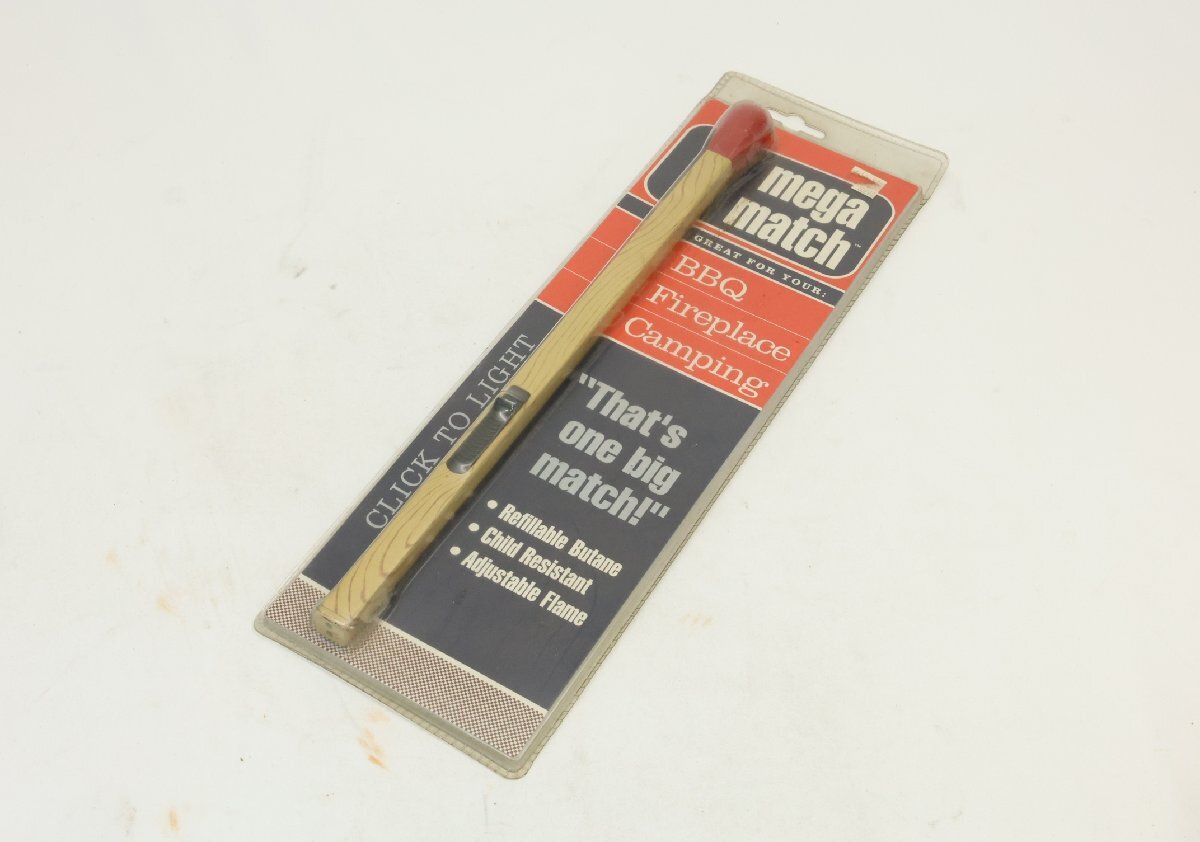 mega
match™
GREAT FOR YOUR:
BBQ
Fireplace
Camping
CLICK TO LIGHT
"That's
one big
match!"
• Refillable Butane
• Child Resistant
• Adjustable Flame